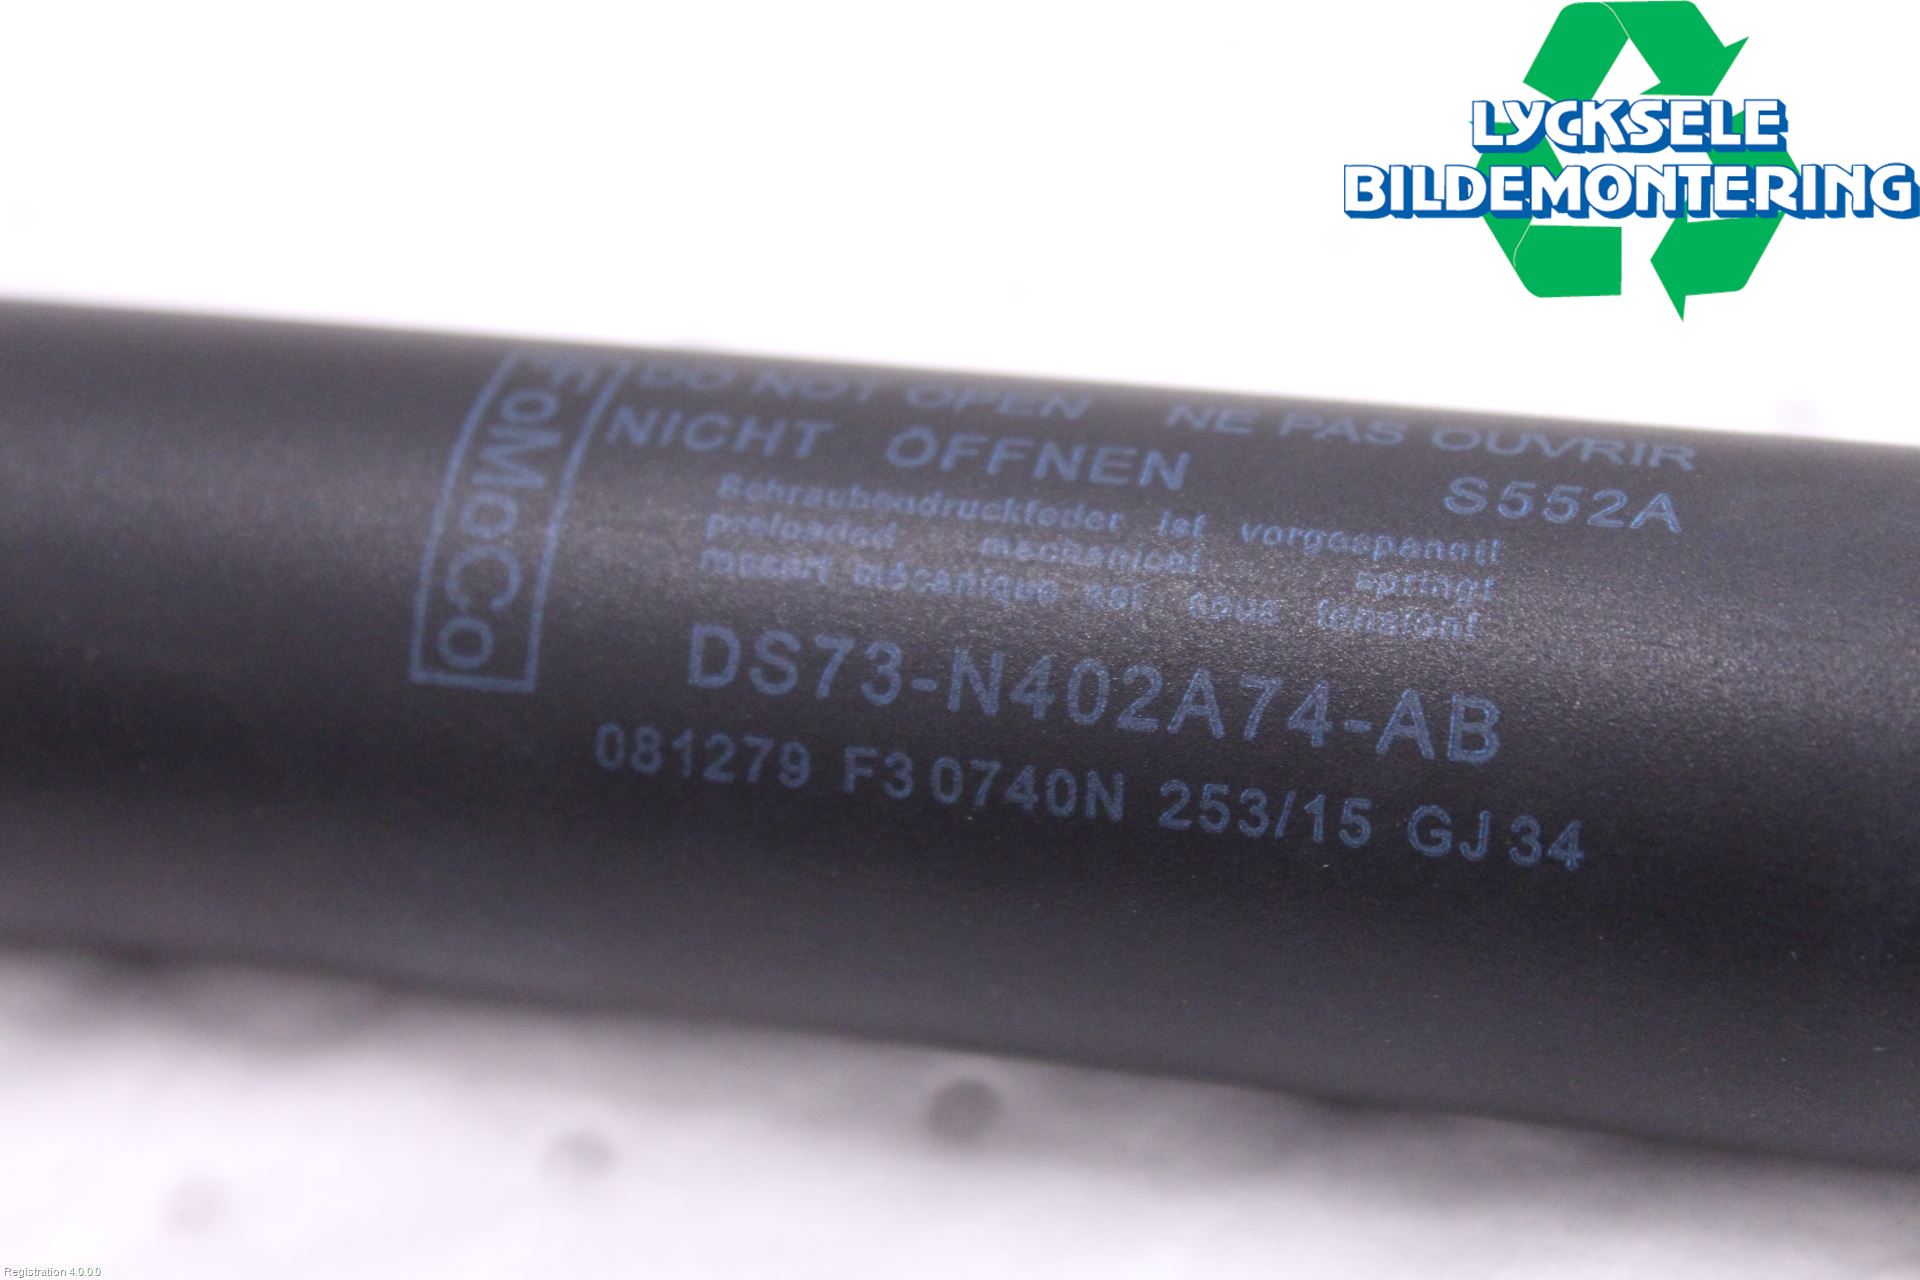 LYCKSELE
BILDEMONTERING
FoMoCo
DO NOT OPEN NE PAS OUVRIR
NICHT ÖFFNEN
S552A
Schraubendruckfeder ist vorgespannt!
preloaded mechanical spring!
ressort mécanique est sous tension!
DS73-N402A74-AB
081279 F3 0740N 253/15 GJ34
Registration 4.0.0.0